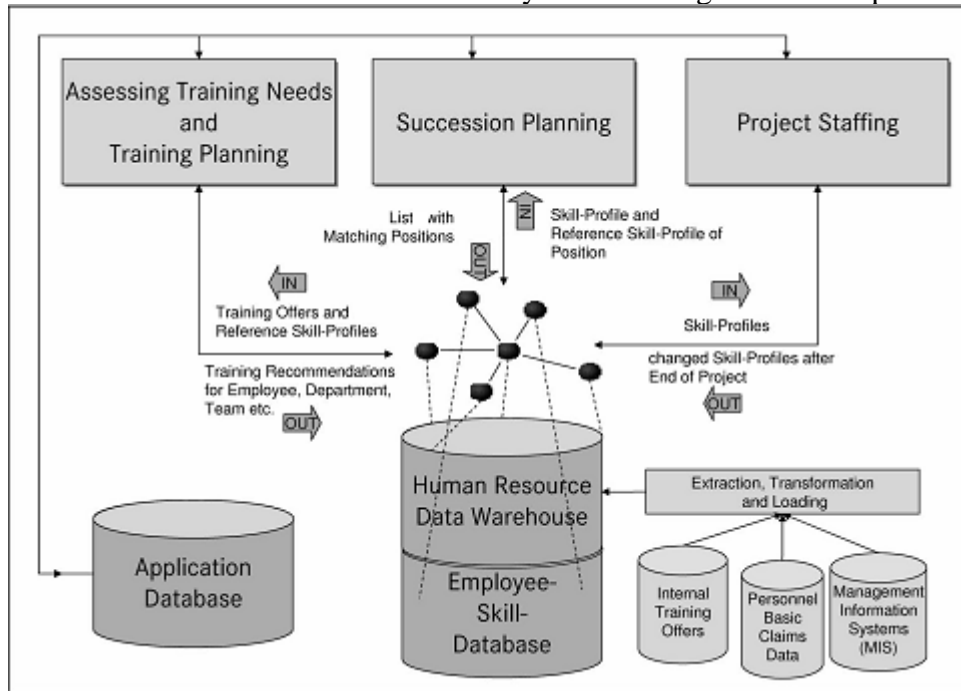 Assessing Training Needs
and
Training Planning
Succession Planning
Project Staffing
List with
Matching Positions
OUT
IN
Skill-Profile and
Reference Skill-Profile of
Position
IN
Training Offers and
Reference Skill-Profiles
Training Recommendations
for Employee, Department,
Team etc.
OUT
IN
Skill-Profiles
changed Skill-Profiles after
End of Project
OUT
Human Resource
Data Warehouse
Employee-
Skill-
Database
Application
Database
Extraction, Transformation
and Loading
Internal
Training
Offers
Personnel
Basic
Claims
Data
Management
Information
Systems
(MIS)